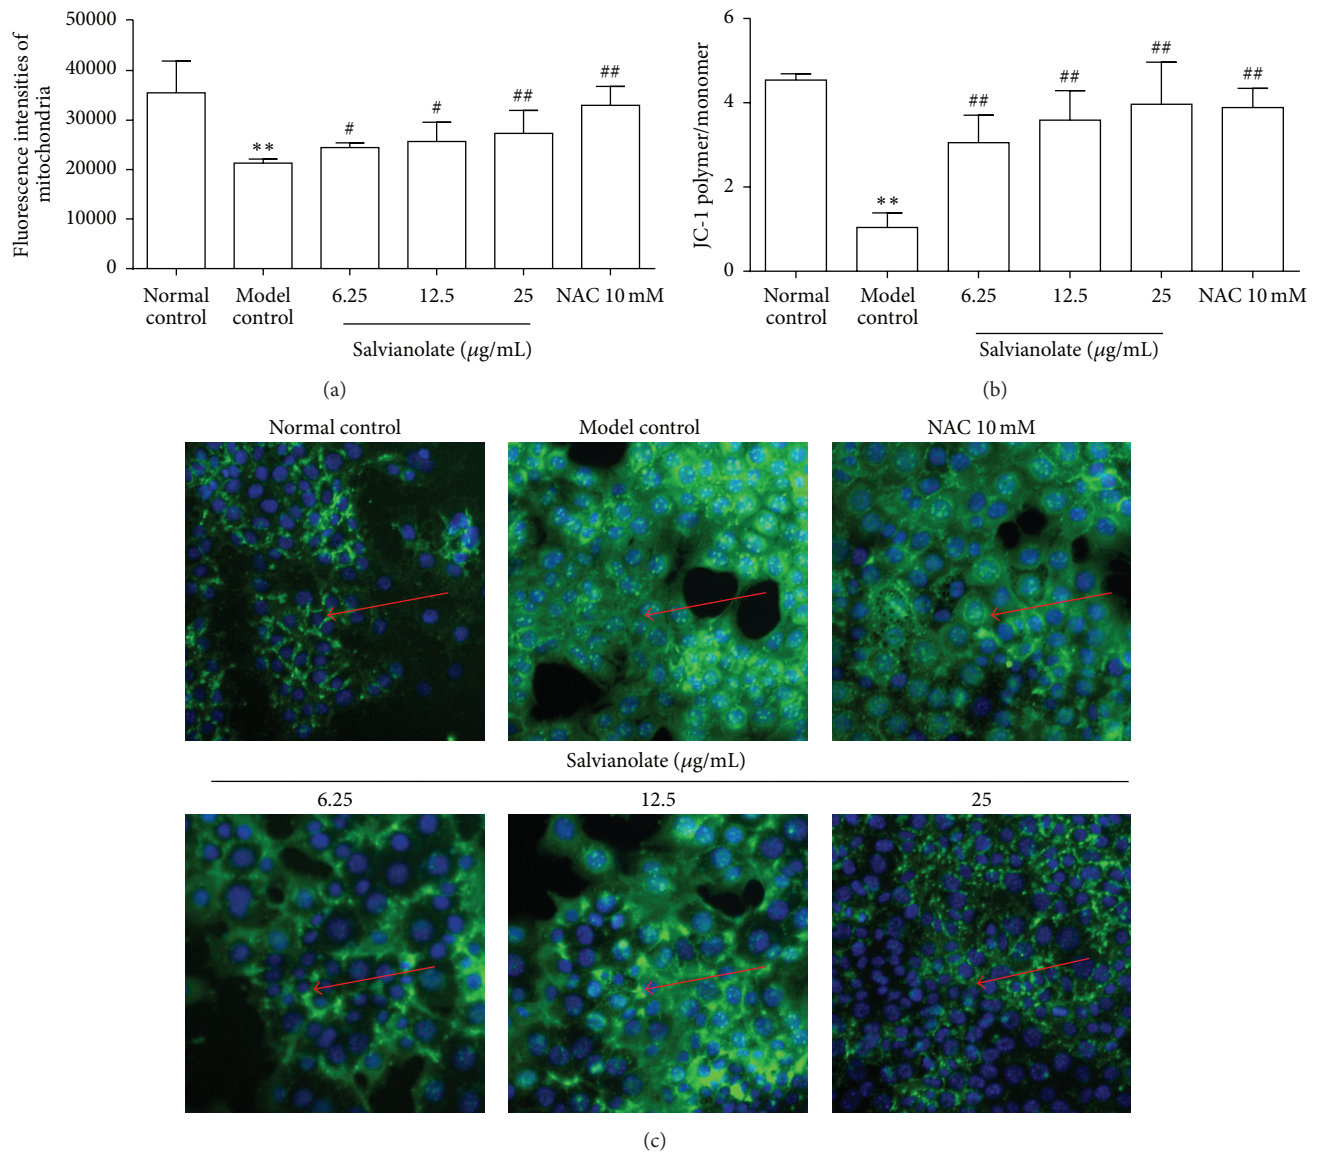 Fluorescence intensities of
mitochondria
50000
40000
30000
20000
10000
0
**
#
#
##
##
Normal
control
Model
control
6.25
12.5
25
NAC 10 mM
Salvianolate (μg/mL)
(a)
JC-1 polymer/monomer
6
4
2
0
**
##
##
##
##
Normal
control
Model
control
6.25
12.5
25
NAC 10 mM
Salvianolate (μg/mL)
(b)
Normal control
Model control
NAC 10 mM
Salvianolate (μg/mL)
6.25
12.5
25
(c)